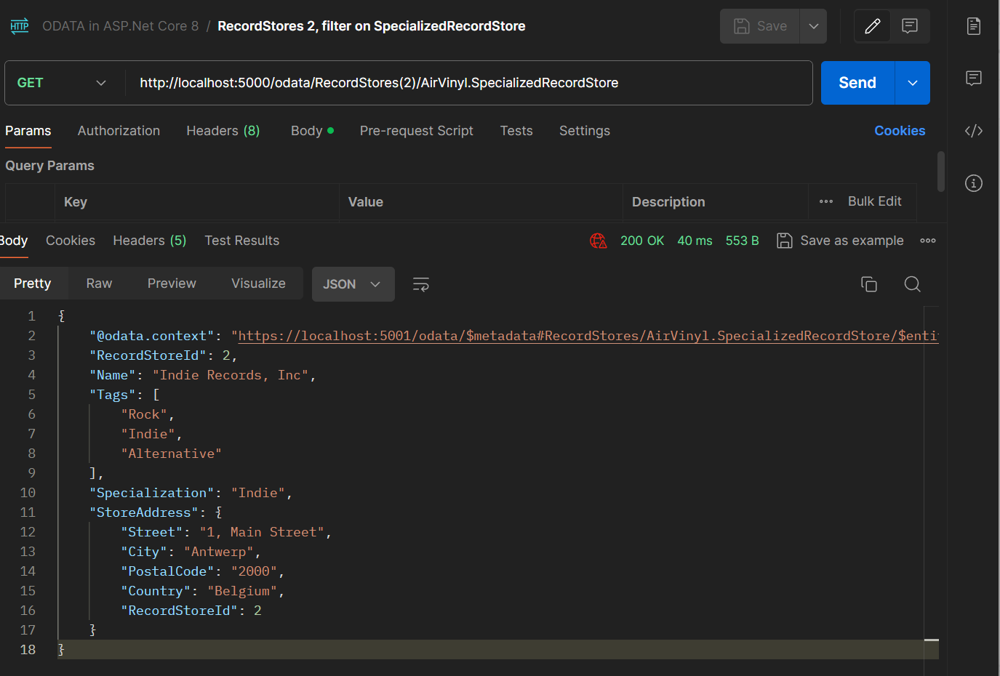 HTTP ODATA in ASP.Net Core 8 / RecordStores 2, filter on SpecializedRecordStore Save
GET http://localhost:5000/odata/RecordStores(2)/AirVinyl.SpecializedRecordStore Send
Params Authorization Headers (8) Body Pre-request Script Tests Settings Cookies
Query Params
Key Value Description Bulk Edit
Body Cookies Headers (5) Test Results 200 OK 40 ms 553 B Save as example
Pretty Raw Preview Visualize JSON
1 {
2 "@odata.context": "https://localhost:5001/odata/$metadata#RecordStores/AirVinyl.SpecializedRecordStore/$enti
3 "RecordStoreId": 2,
4 "Name": "Indie Records, Inc",
5 "Tags": [
6 "Rock",
7 "Indie",
8 "Alternative"
9 ],
10 "Specialization": "Indie",
11 "StoreAddress": {
12 "Street": "1, Main Street",
13 "City": "Antwerp",
14 "PostalCode": "2000",
15 "Country": "Belgium",
16 "RecordStoreId": 2
17 }
18 }